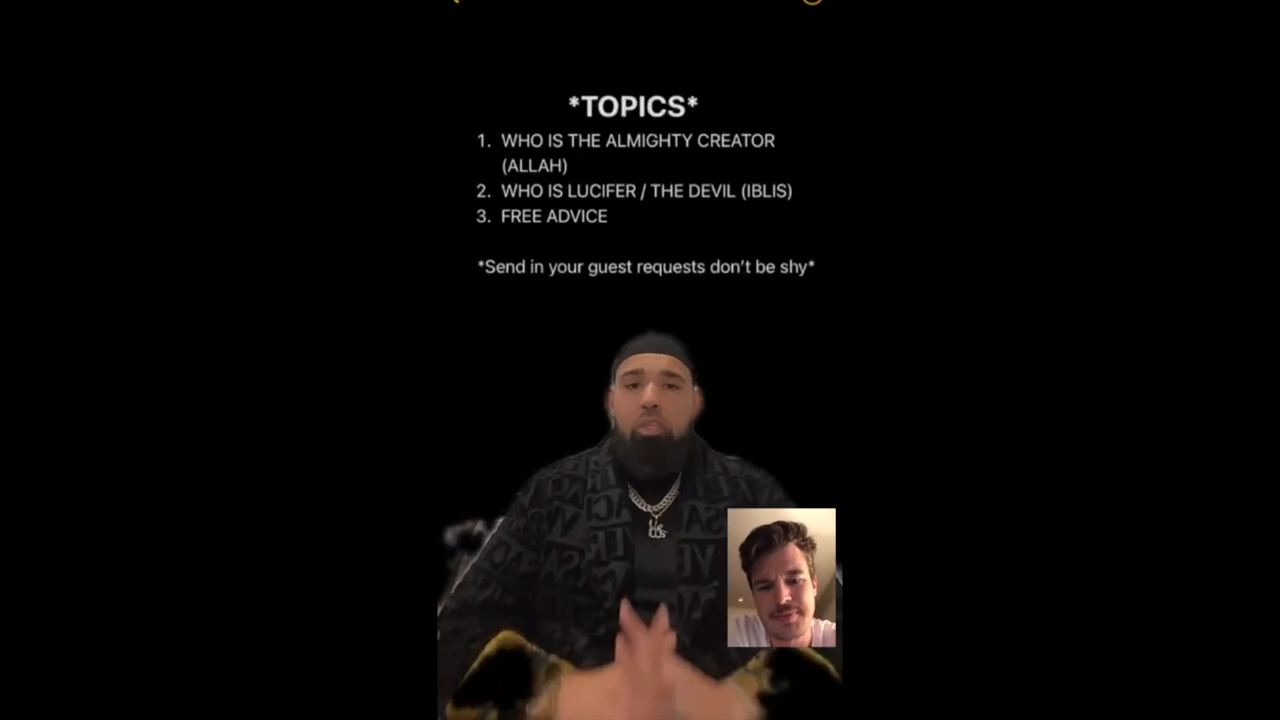 *TOPICS*
1. WHO IS THE ALMIGHTY CREATOR
(ALLAH)
2. WHO IS LUCIFER / THE DEVIL (IBLIS)
3. FREE ADVICE
*Send in your guest requests don't be shy*